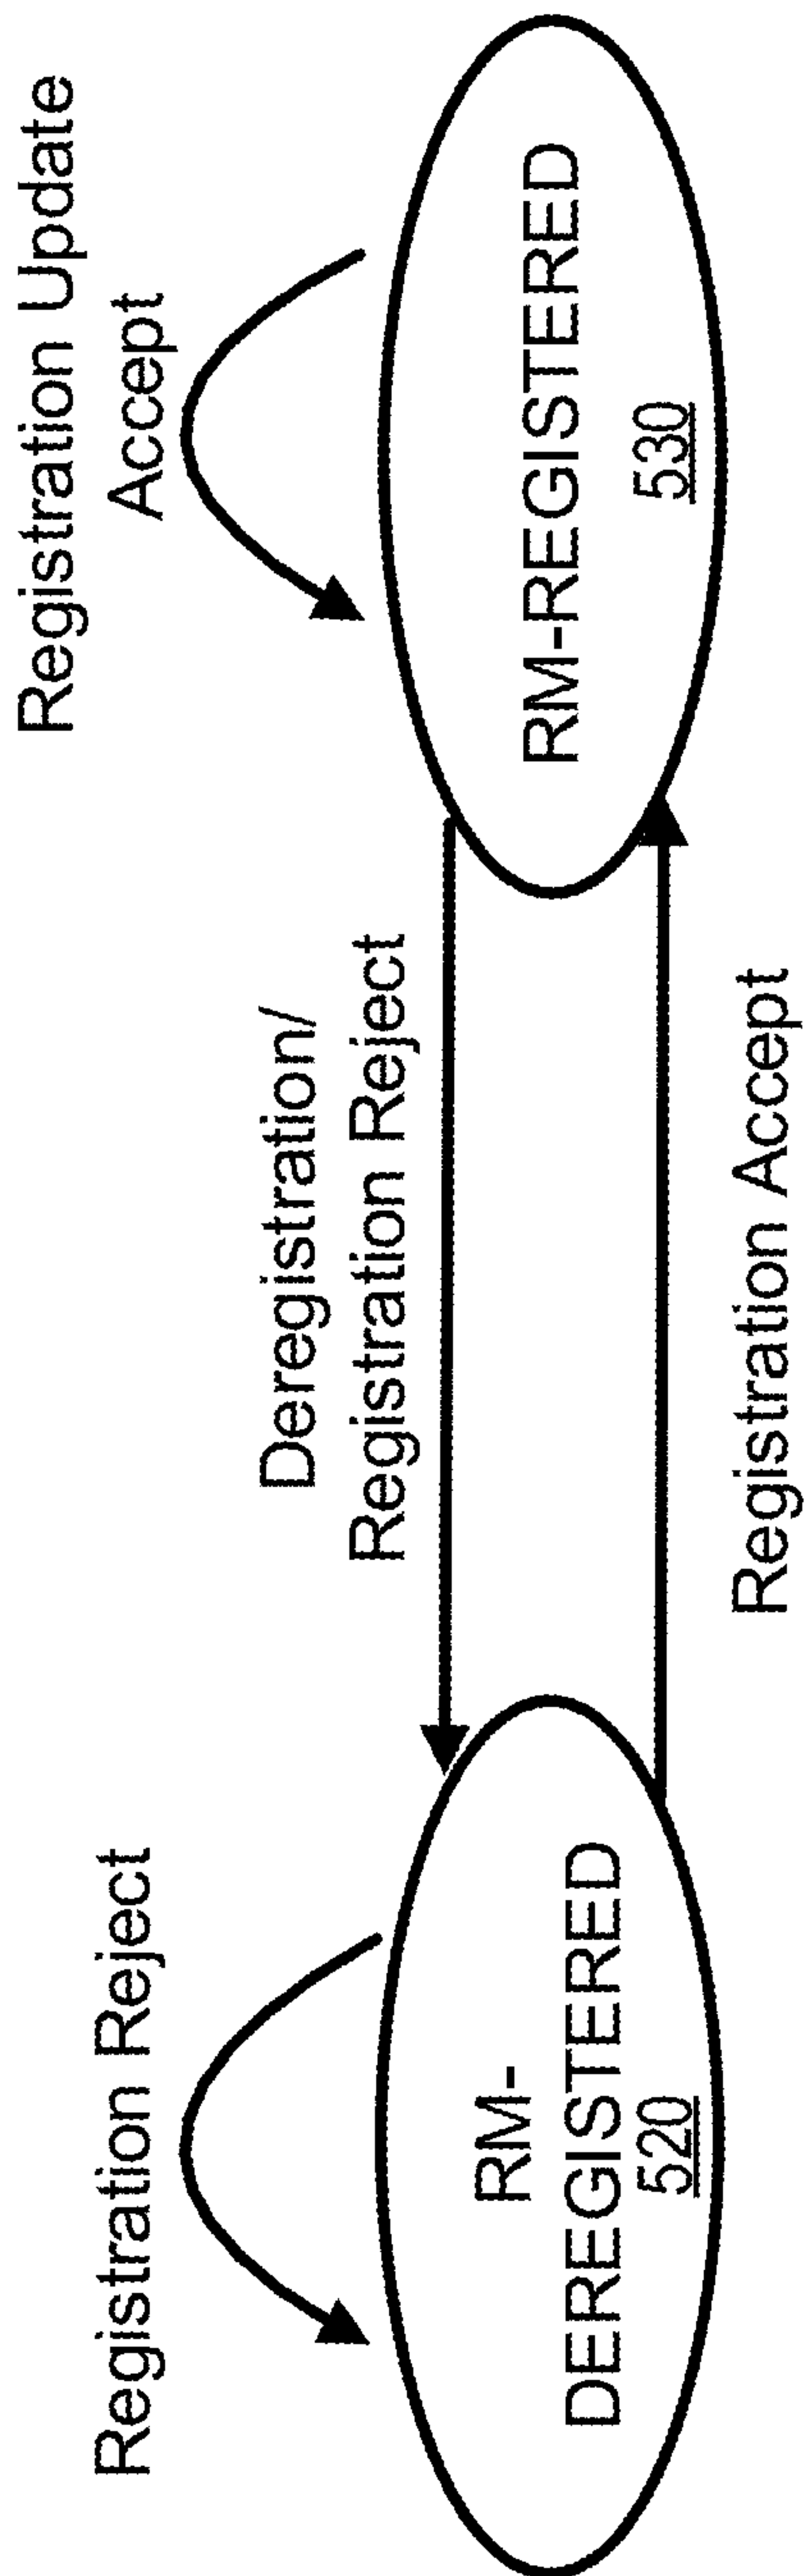 Registration Reject
RM-
DEREGISTERED
520
Deregistration/
Registration Reject
Registration Accept
Registration Update
Accept
RM-REGISTERED
530